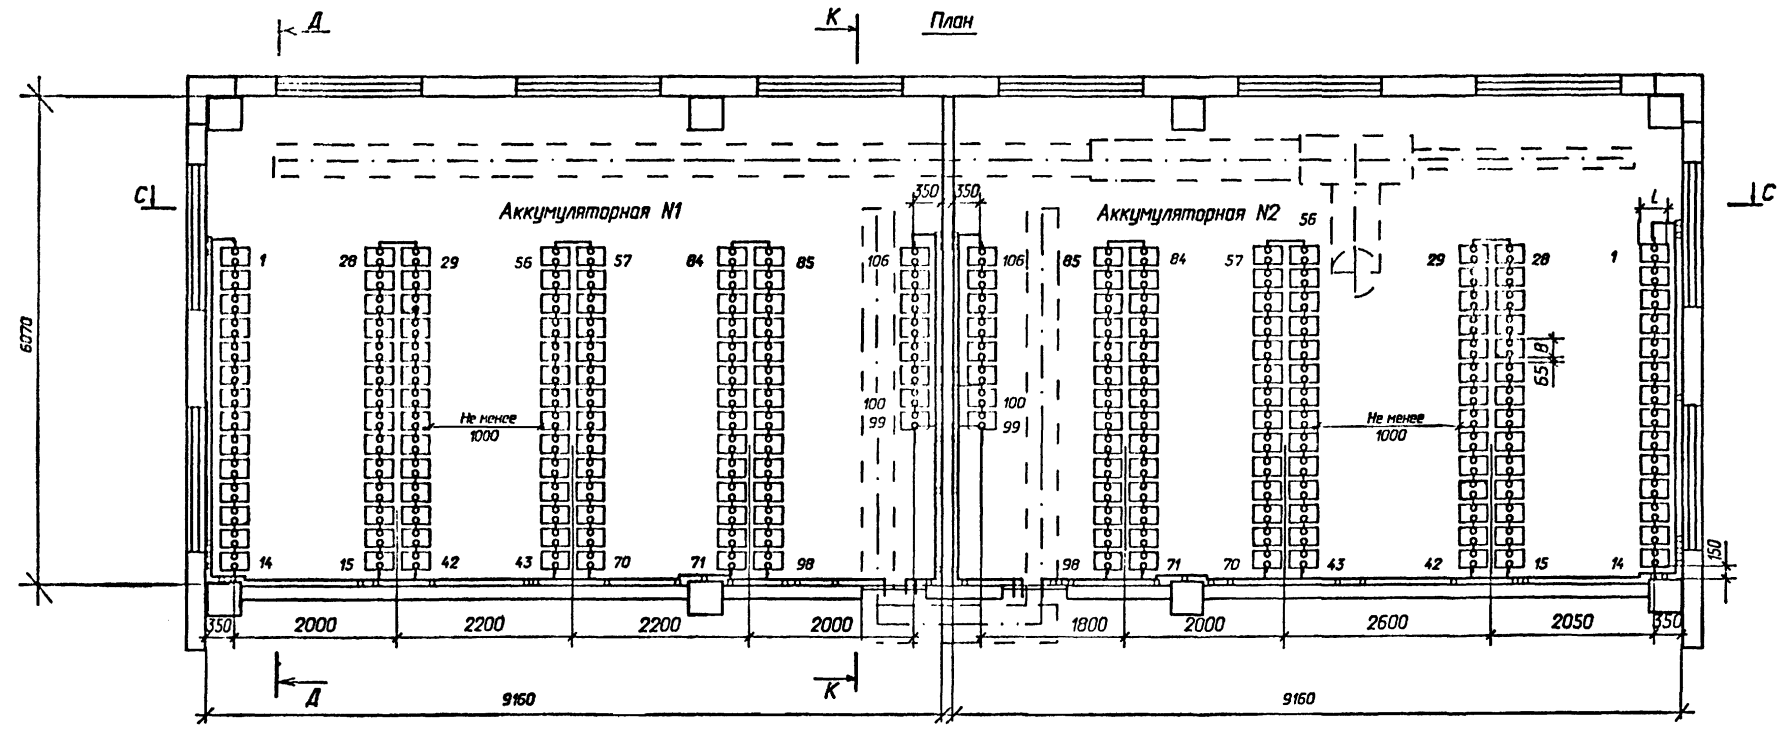 Д К План
С С
350 350 L
Аккумуляторная N1 Аккумуляторная N2
56
1 28 29 56 57 84 85 106 106 85 84 57 29 28 1
6070
В
65
100 100
Не менее
1000
Не менее
1000
99 99
14 15 42 43 70 71 98 98 71 70 43 42 15 14
150
350 2000 2200 2200 2000 1800 2000 2600 2050 350
Д К
9160 9160